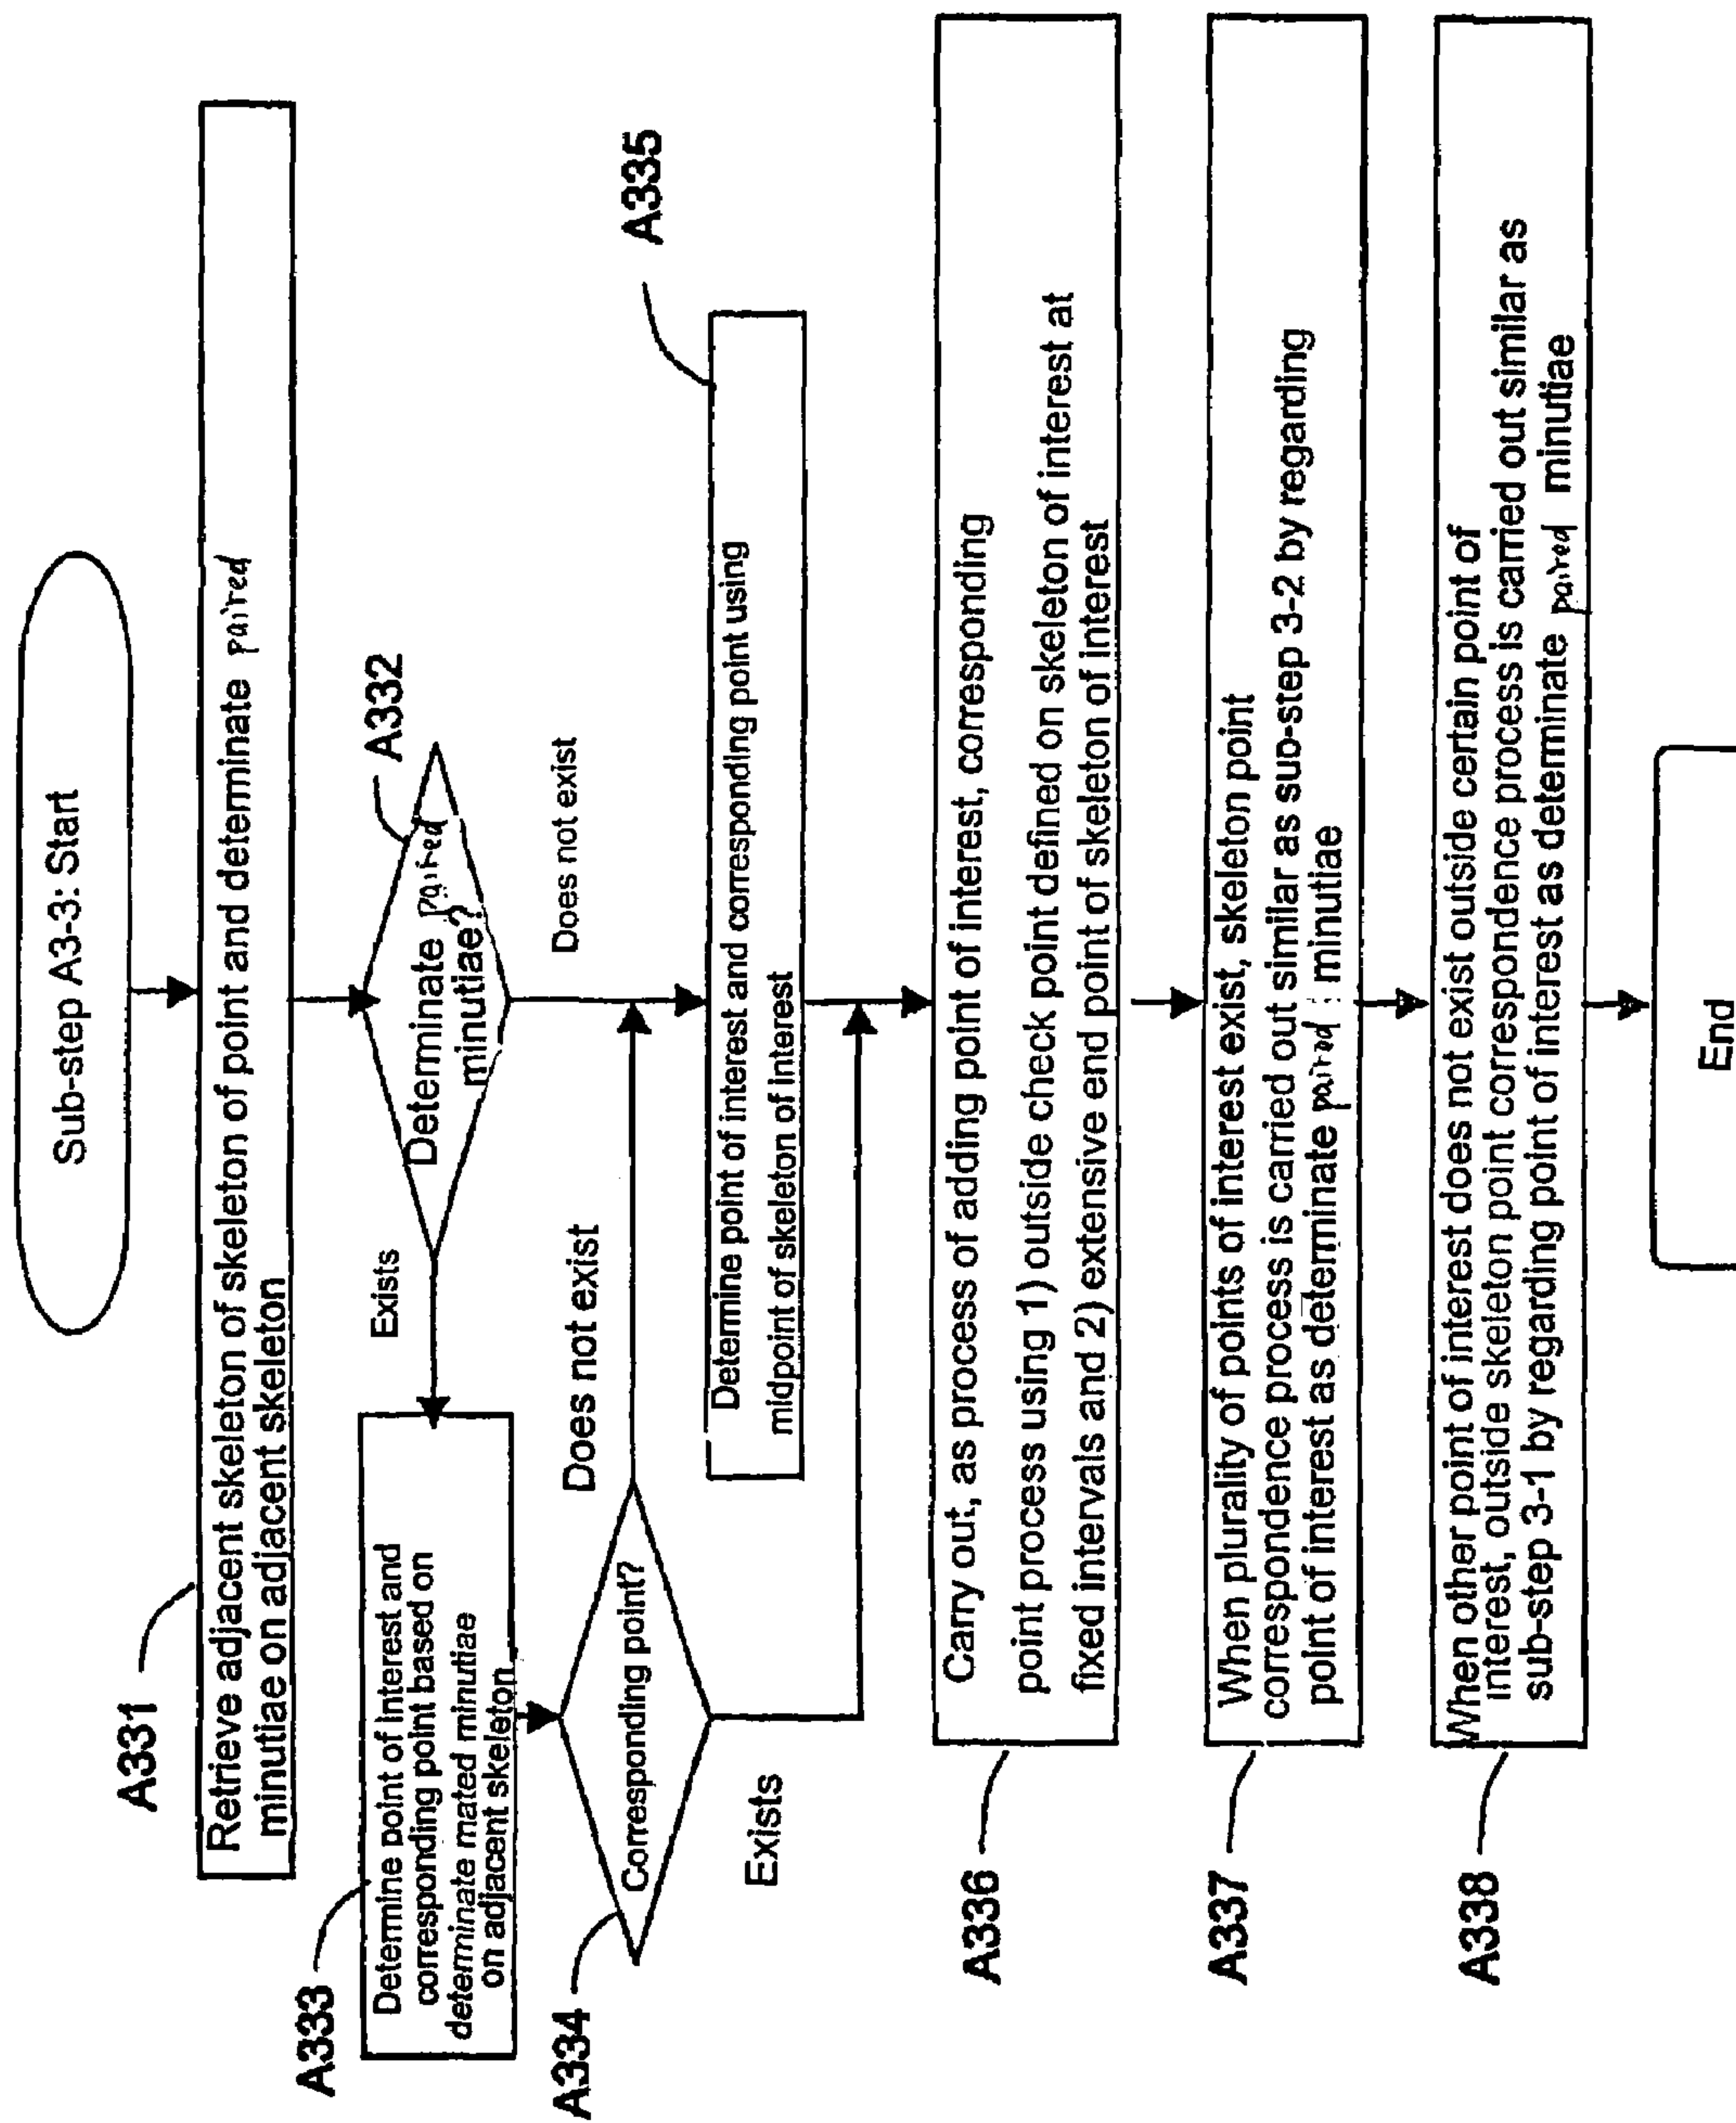 Sub-step A3-3: Start
A331
Retrieve adjacent skeleton of skeleton of point and determinate paired
minutiae on adjacent skeleton
A332
Determinate paired
minutiae?
Exists
Does not exist
A333
Determine point of interest and
corresponding point based on
determinate mated minutiae
on adjacent skeleton
A334
Corresponding point?
Does not exist
Exists
A335
Determine point of interest and corresponding point using
midpoint of skeleton of interest
A336
Carry out, as process of adding point of interest, corresponding
point process using 1) outside check point defined on skeleton of interest at
fixed intervals and 2) extensive end point of skeleton of interest
A337
When plurality of points of interest exist, skeleton point
correspondence process is carried out similar as sub-step 3-2 by regarding
point of interest as determinate paired minutiae
A338
When other point of interest does not exist outside certain point of
interest, outside skeleton point correspondence process is carried out similar as
sub-step 3-1 by regarding point of interest as determinate paired minutiae
End